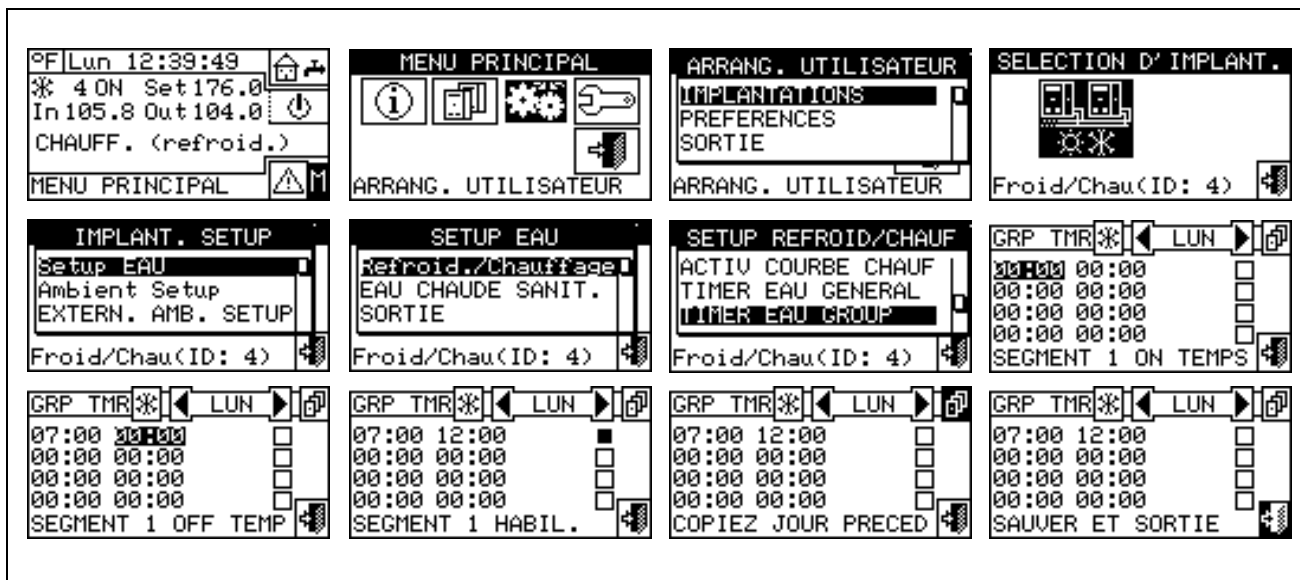 °F Lun 12:39:49
4 ON Set 176.0
In 105.8 Out 104.0
CHAUFF. (refroid.)
MENU PRINCIPAL M
MENU PRINCIPAL
i
ARRANG. UTILISATEUR
ARRANG. UTILISATEUR
IMPLANTATIONS
PREFERENCES
SORTIE
ARRANG. UTILISATEUR
SELECTION D'IMPLANT.
Froid/Chau(ID: 4)
IMPLANT. SETUP
Setup EAU
Ambient Setup
EXTERN. AMB. SETUP
Froid/Chau(ID: 4)
SETUP EAU
Refroid./Chauffage
EAU CHAUDE SANIT.
SORTIE
Froid/Chau(ID: 4)
SETUP REFROID/CHAUF
ACTIV COURBE CHAUF
TIMER EAU GENERAL
TIMER EAU GROUP
Froid/Chau(ID: 4)
GRP TMR LUN
00:00 00:00
00:00 00:00
00:00 00:00
00:00 00:00
SEGMENT 1 ON TEMPS
GRP TMR LUN
07:00 00:00
00:00 00:00
00:00 00:00
00:00 00:00
SEGMENT 1 OFF TEMP
GRP TMR LUN
07:00 12:00
00:00 00:00
00:00 00:00
00:00 00:00
SEGMENT 1 HABIL.
GRP TMR LUN
07:00 12:00
00:00 00:00
00:00 00:00
00:00 00:00
COPIEZ JOUR PRECED
GRP TMR LUN
07:00 12:00
00:00 00:00
00:00 00:00
00:00 00:00
SAUVER ET SORTIE